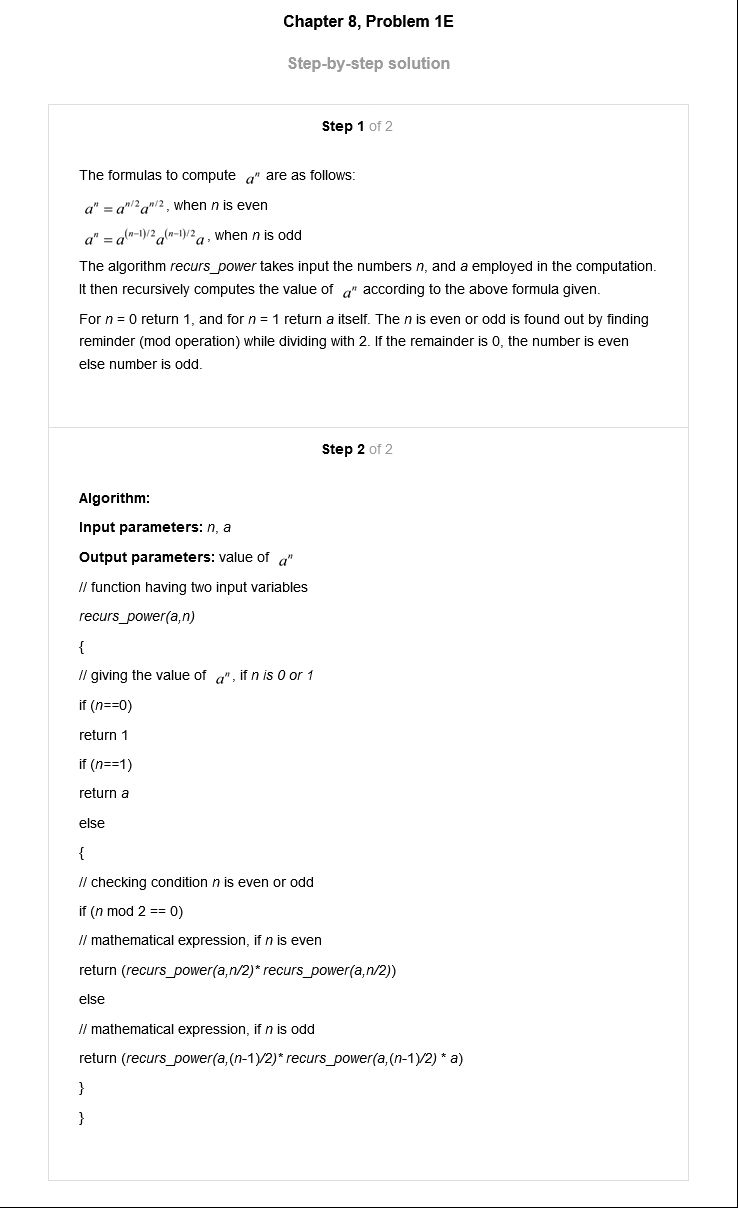 Chapter 8, Problem 1E
Step-by-step solution
Step 1 of 2
The formulas to compute aⁿ are as follows:
aⁿ = a^(n/2) a^(n/2), when n is even
aⁿ = a^((n−1)/2) a^((n−1)/2) a, when n is odd
The algorithm recurs_power takes input the numbers n, and a employed in the computation.
It then recursively computes the value of aⁿ according to the above formula given.
For n = 0 return 1, and for n = 1 return a itself. The n is even or odd is found out by finding
reminder (mod operation) while dividing with 2. If the remainder is 0, the number is even
else number is odd.
Step 2 of 2
Algorithm:
Input parameters: n, a
Output parameters: value of aⁿ
// function having two input variables
recurs_power(a,n)
{
// giving the value of aⁿ, if n is 0 or 1
if (n==0)
return 1
if (n==1)
return a
else
{
// checking condition n is even or odd
if (n mod 2 == 0)
// mathematical expression, if n is even
return (recurs_power(a,n/2)* recurs_power(a,n/2))
else
// mathematical expression, if n is odd
return (recurs_power(a,(n-1)/2)* recurs_power(a,(n-1)/2) * a)
}
}